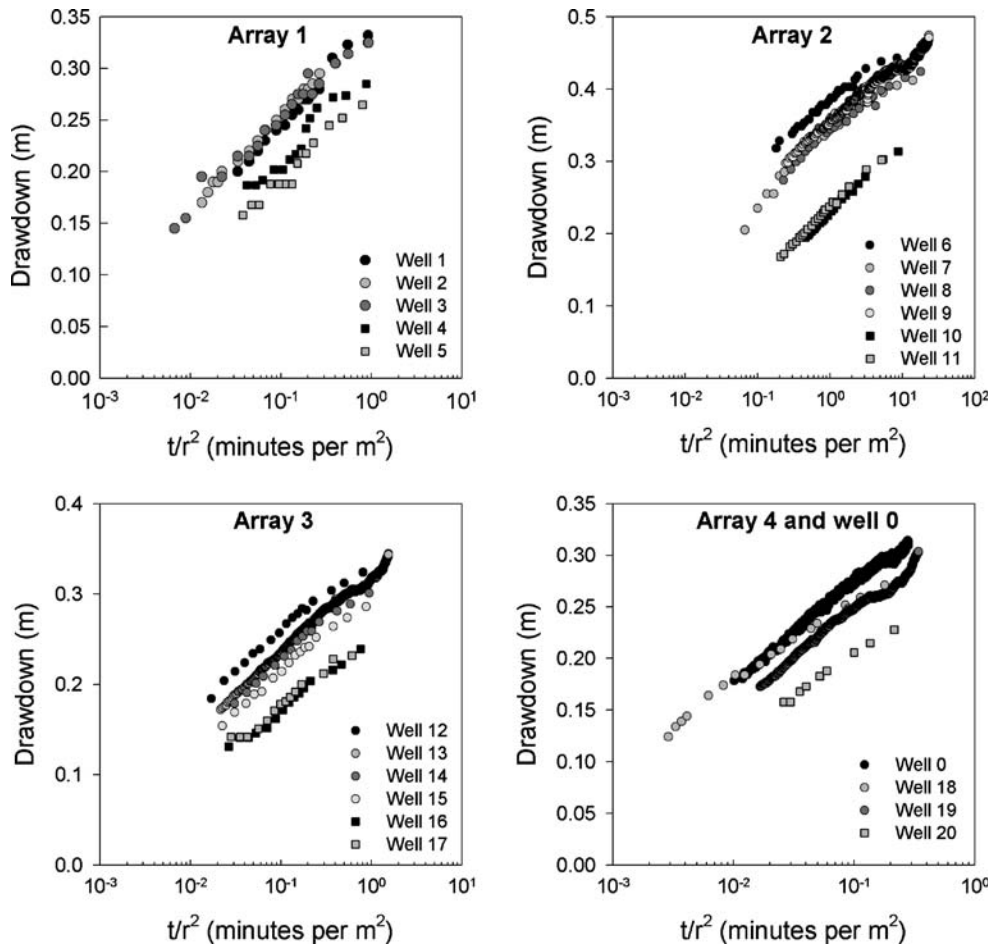 Array 1
Drawdown (m)
0.35
0.30
0.25
0.20
0.15
0.10
0.05
0.00
Well 1
Well 2
Well 3
Well 4
Well 5
10-3 10-2 10-1 100 101
t/r2 (minutes per m2)
Array 2
Drawdown (m)
0.5
0.4
0.3
0.2
0.1
0.0
Well 6
Well 7
Well 8
Well 9
Well 10
Well 11
10-3 10-2 10-1 100 101 102
t/r2 (minutes per m2)
Array 3
Drawdown (m)
0.4
0.3
0.2
0.1
0.0
Well 12
Well 13
Well 14
Well 15
Well 16
Well 17
10-3 10-2 10-1 100 101
t/r2 (minutes per m2)
Array 4 and well 0
Drawdown (m)
0.35
0.30
0.25
0.20
0.15
0.10
0.05
0.00
Well 0
Well 18
Well 19
Well 20
10-3 10-2 10-1 100
t/r2 (minutes per m2)